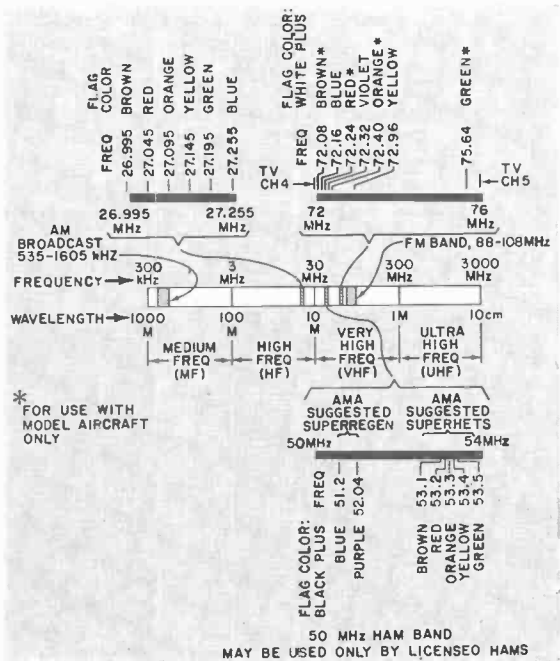 FLAG COLOR
BROWN
RED
ORANGE
YELLOW
GREEN
BLUE
FREQ
26.995
27.045
27.095
27.145
27.195
27.255
26.995 MHz
27.255 MHz
FLAG COLOR:
WHITE PLUS
BROWN*
BLUE
RED*
VIOLET
ORANGE*
YELLOW
GREEN*
FREQ
72.08
72.16
72.24
72.32
72.40
72.96
75.64
TV CH4
TV CH5
72 MHz
76 MHz
AM BROADCAST
535-1605 kHz
FM BAND, 88-108MHz
FREQUENCY
300 kHz
3 MHz
30 MHz
300 MHz
3000 MHz
WAVELENGTH
1000 M
100 M
10 M
1M
10cm
MEDIUM FREQ (MF)
HIGH FREQ (HF)
VERY HIGH FREQ (VHF)
ULTRA HIGH FREQ (UHF)
* FOR USE WITH
MODEL AIRCRAFT
ONLY
AMA SUGGESTED SUPERREGEN
AMA SUGGESTED SUPERHETS
50MHz
54MHz
FREQ
51.2
52.04
53.1
53.2
53.3
53.4
53.5
FLAG COLOR:
BLACK PLUS
BLUE
PURPLE
BROWN
RED
ORANGE
YELLOW
GREEN
50 MHz HAM BAND
MAY BE USED ONLY BY LICENSED HAMS